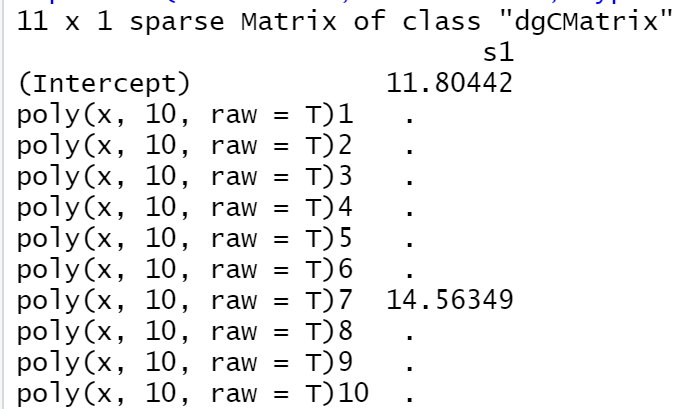 11 x 1 sparse Matrix of class "dgCMatrix"
s1
(Intercept) 11.80442
poly(x, 10, raw = T)1 .
poly(x, 10, raw = T)2 .
poly(x, 10, raw = T)3 .
poly(x, 10, raw = T)4 .
poly(x, 10, raw = T)5 .
poly(x, 10, raw = T)6 .
poly(x, 10, raw = T)7 14.56349
poly(x, 10, raw = T)8 .
poly(x, 10, raw = T)9 .
poly(x, 10, raw = T)10 .